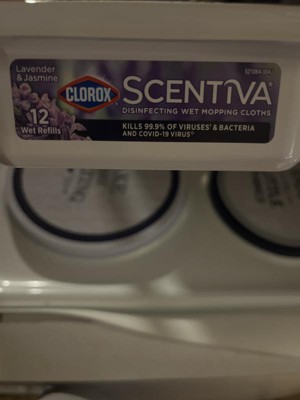 Lavender
& Jasmine
12
Wet Refills
CLOROX
SCENTIVA
DISINFECTING WET MOPPING CLOTHS
KILLS 99.9% OF VIRUSES† & BACTERIA
AND COVID-19 VIRUS